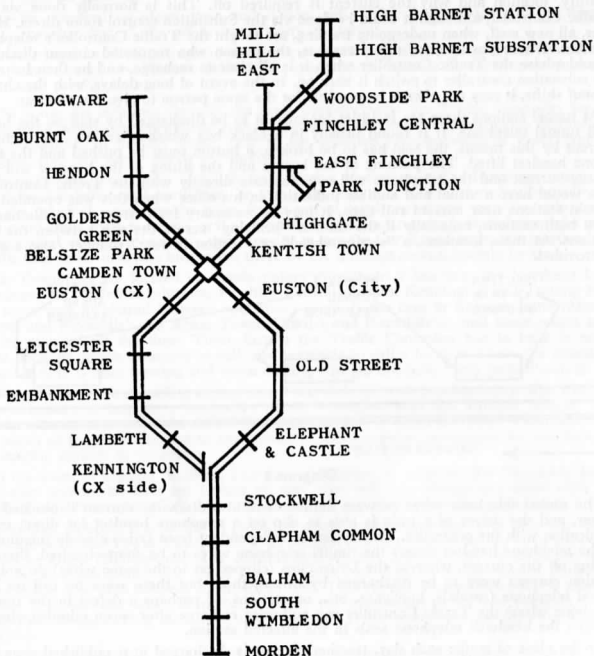 HIGH BARNET STATION
MILL
HILL
EAST
HIGH BARNET SUBSTATION
WOODSIDE PARK
EDGWARE
FINCHLEY CENTRAL
BURNT OAK
EAST FINCHLEY
HENDON
PARK JUNCTION
GOLDERS
GREEN
HIGHGATE
BELSIZE PARK
KENTISH TOWN
CAMDEN TOWN
EUSTON (CX)
EUSTON (City)
LEICESTER
SQUARE
OLD STREET
EMBANKMENT
LAMBETH
ELEPHANT
& CASTLE
KENNINGTON
(CX side)
STOCKWELL
CLAPHAM COMMON
BALHAM
SOUTH
WIMBLEDON
MORDEN